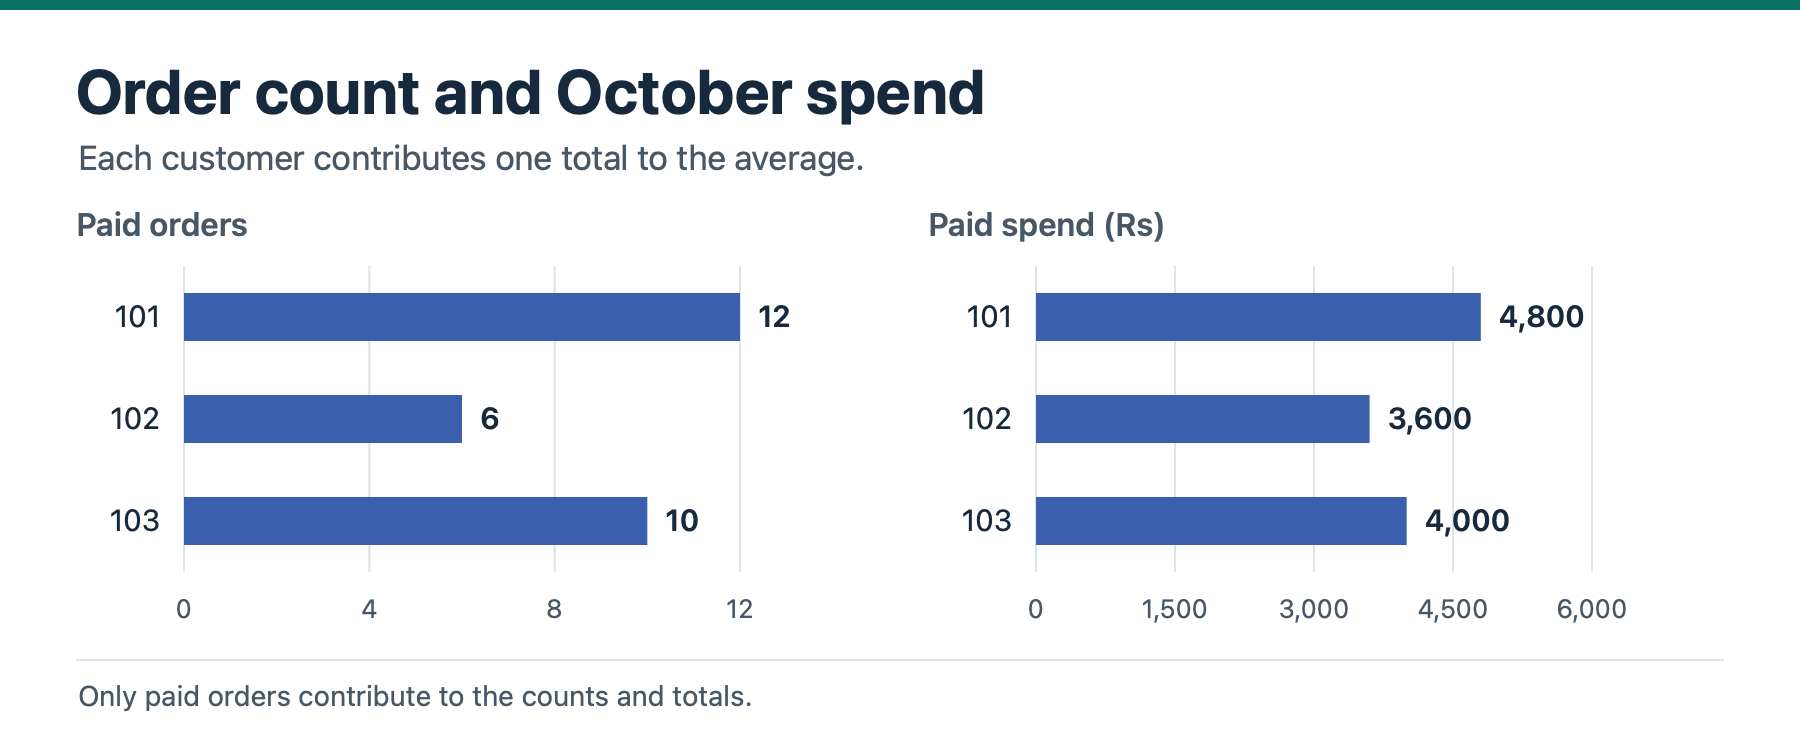 Order count and October spend
Each customer contributes one total to the average.
Paid orders
101 12
102 6
103 10
0 4 8 12
Paid spend (Rs)
101 4,800
102 3,600
103 4,000
0 1,500 3,000 4,500 6,000
Only paid orders contribute to the counts and totals.